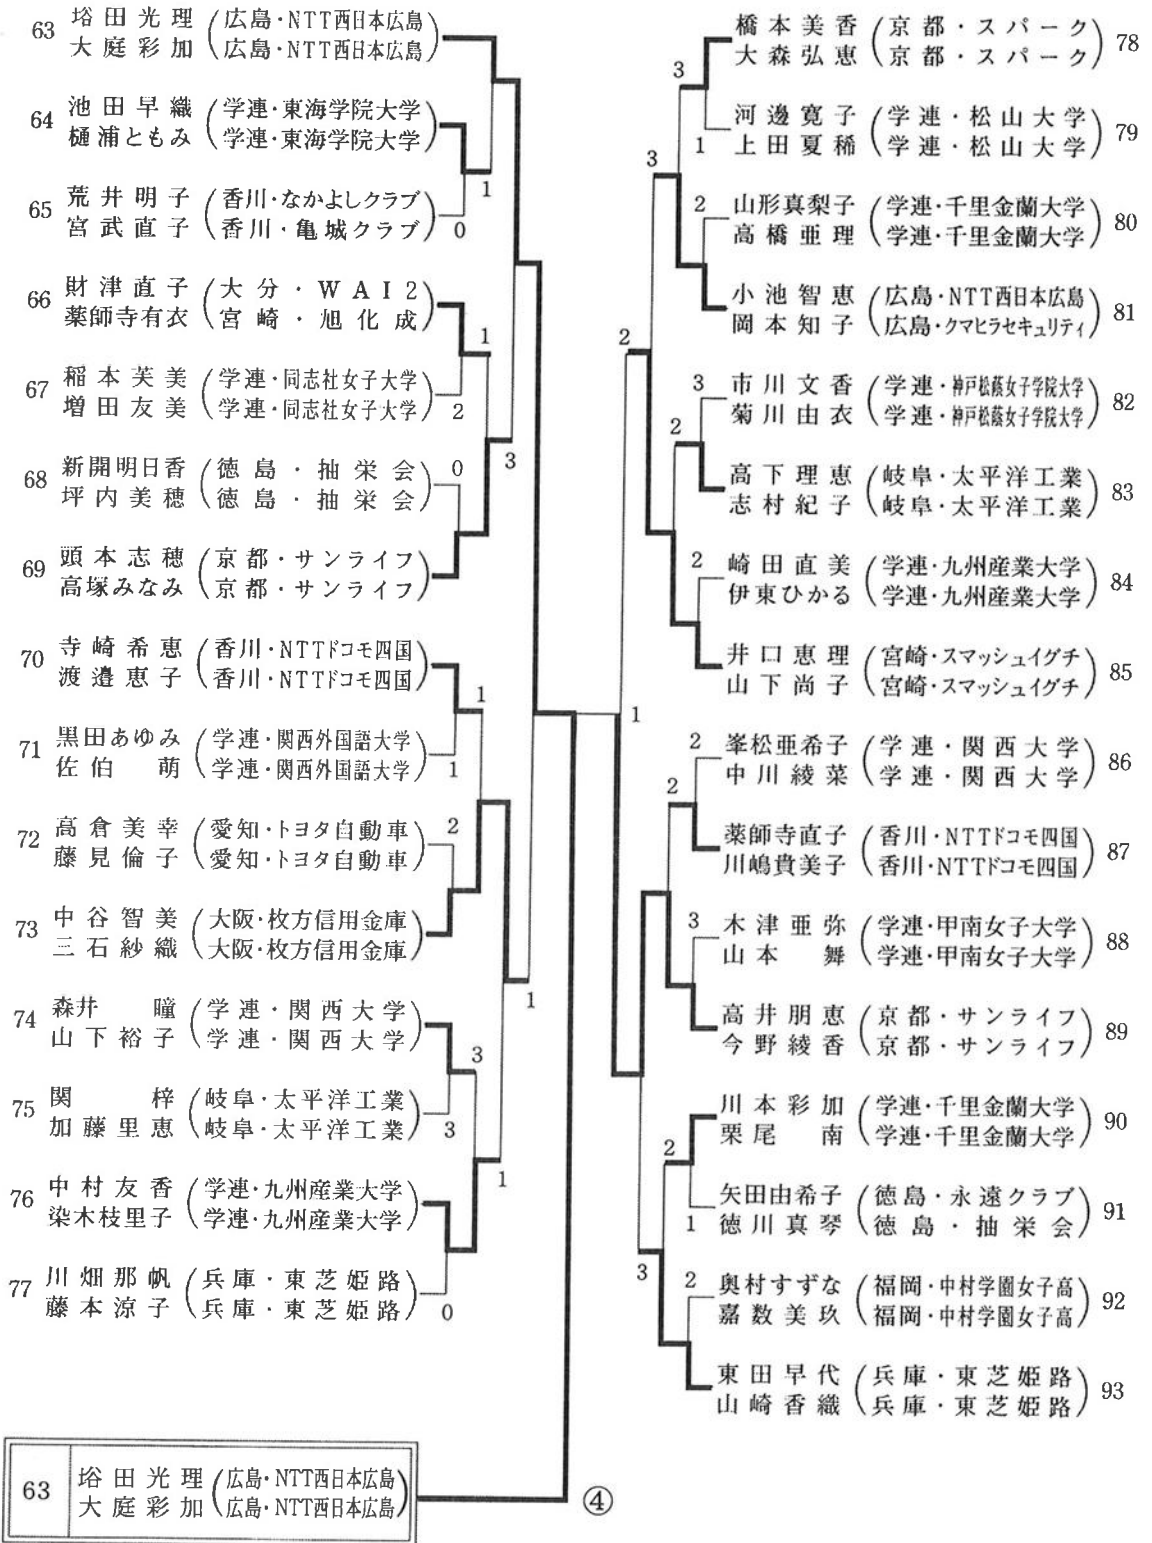 63 塔田光理 (広島・NTT西日本広島)
大庭彩加 (広島・NTT西日本広島)
64 池田早織 (学連・東海学院大学)
樋浦ともみ (学連・東海学院大学)
1
65 荒井明子 (香川・なかよしクラブ)
宮武直子 (香川・亀城クラブ)
0
66 財津直子 (大分・WAI2)
薬師寺有衣 (宮崎・旭化成)
1
67 稲本芙美 (学連・同志社女子大学)
増田友美 (学連・同志社女子大学)
2
3
68 新開明日香 (徳島・抽栄会)
坪内美穂 (徳島・抽栄会)
0
69 頭本志穂 (京都・サンライフ)
高塚みなみ (京都・サンライフ)
70 寺崎希恵 (香川・NTTドコモ四国)
渡邉恵子 (香川・NTTドコモ四国)
1
71 黒田あゆみ (学連・関西外国語大学)
佐伯萌 (学連・関西外国語大学)
1
72 高倉美幸 (愛知・トヨタ自動車)
藤見倫子 (愛知・トヨタ自動車)
2
73 中谷智美 (大阪・枚方信用金庫)
三石紗織 (大阪・枚方信用金庫)
1
74 森井瞳 (学連・関西大学)
山下裕子 (学連・関西大学)
3
75 関梓 (岐阜・太平洋工業)
加藤里恵 (岐阜・太平洋工業)
3
1
76 中村友香 (学連・九州産業大学)
染木枝里子 (学連・九州産業大学)
77 川畑那帆 (兵庫・東芝姫路)
藤本涼子 (兵庫・東芝姫路)
0
橋本美香 (京都・スパーク) 78
大森弘恵 (京都・スパーク)
3
河邊寛子 (学連・松山大学) 79
上田夏稀 (学連・松山大学)
1
3
2
山形真梨子 (学連・千里金蘭大学) 80
高橋亜理 (学連・千里金蘭大学)
小池智恵 (広島・NTT西日本広島) 81
岡本知子 (広島・クマヒラセキュリティ)
2
3
市川文香 (学連・神戸松蔭女子学院大学) 82
菊川由衣 (学連・神戸松蔭女子学院大学)
2
高下理恵 (岐阜・太平洋工業) 83
志村紀子 (岐阜・太平洋工業)
2
崎田直美 (学連・九州産業大学) 84
伊東ひかる (学連・九州産業大学)
井口恵理 (宮崎・スマッシュイグチ) 85
山下尚子 (宮崎・スマッシュイグチ)
1
2
峯松亜希子 (学連・関西大学) 86
中川綾菜 (学連・関西大学)
2
薬師寺直子 (香川・NTTドコモ四国) 87
川嶋貴美子 (香川・NTTドコモ四国)
3
木津亜弥 (学連・甲南女子大学) 88
山本舞 (学連・甲南女子大学)
高井朋恵 (京都・サンライフ) 89
今野綾香 (京都・サンライフ)
川本彩加 (学連・千里金蘭大学) 90
栗尾南 (学連・千里金蘭大学)
2
矢田由希子 (徳島・永遠クラブ) 91
徳川真琴 (徳島・抽栄会)
1
3
2
奥村すずな (福岡・中村学園女子高) 92
嘉数美玖 (福岡・中村学園女子高)
東田早代 (兵庫・東芝姫路) 93
山崎香織 (兵庫・東芝姫路)
63 塔田光理 (広島・NTT西日本広島)
大庭彩加 (広島・NTT西日本広島)
④